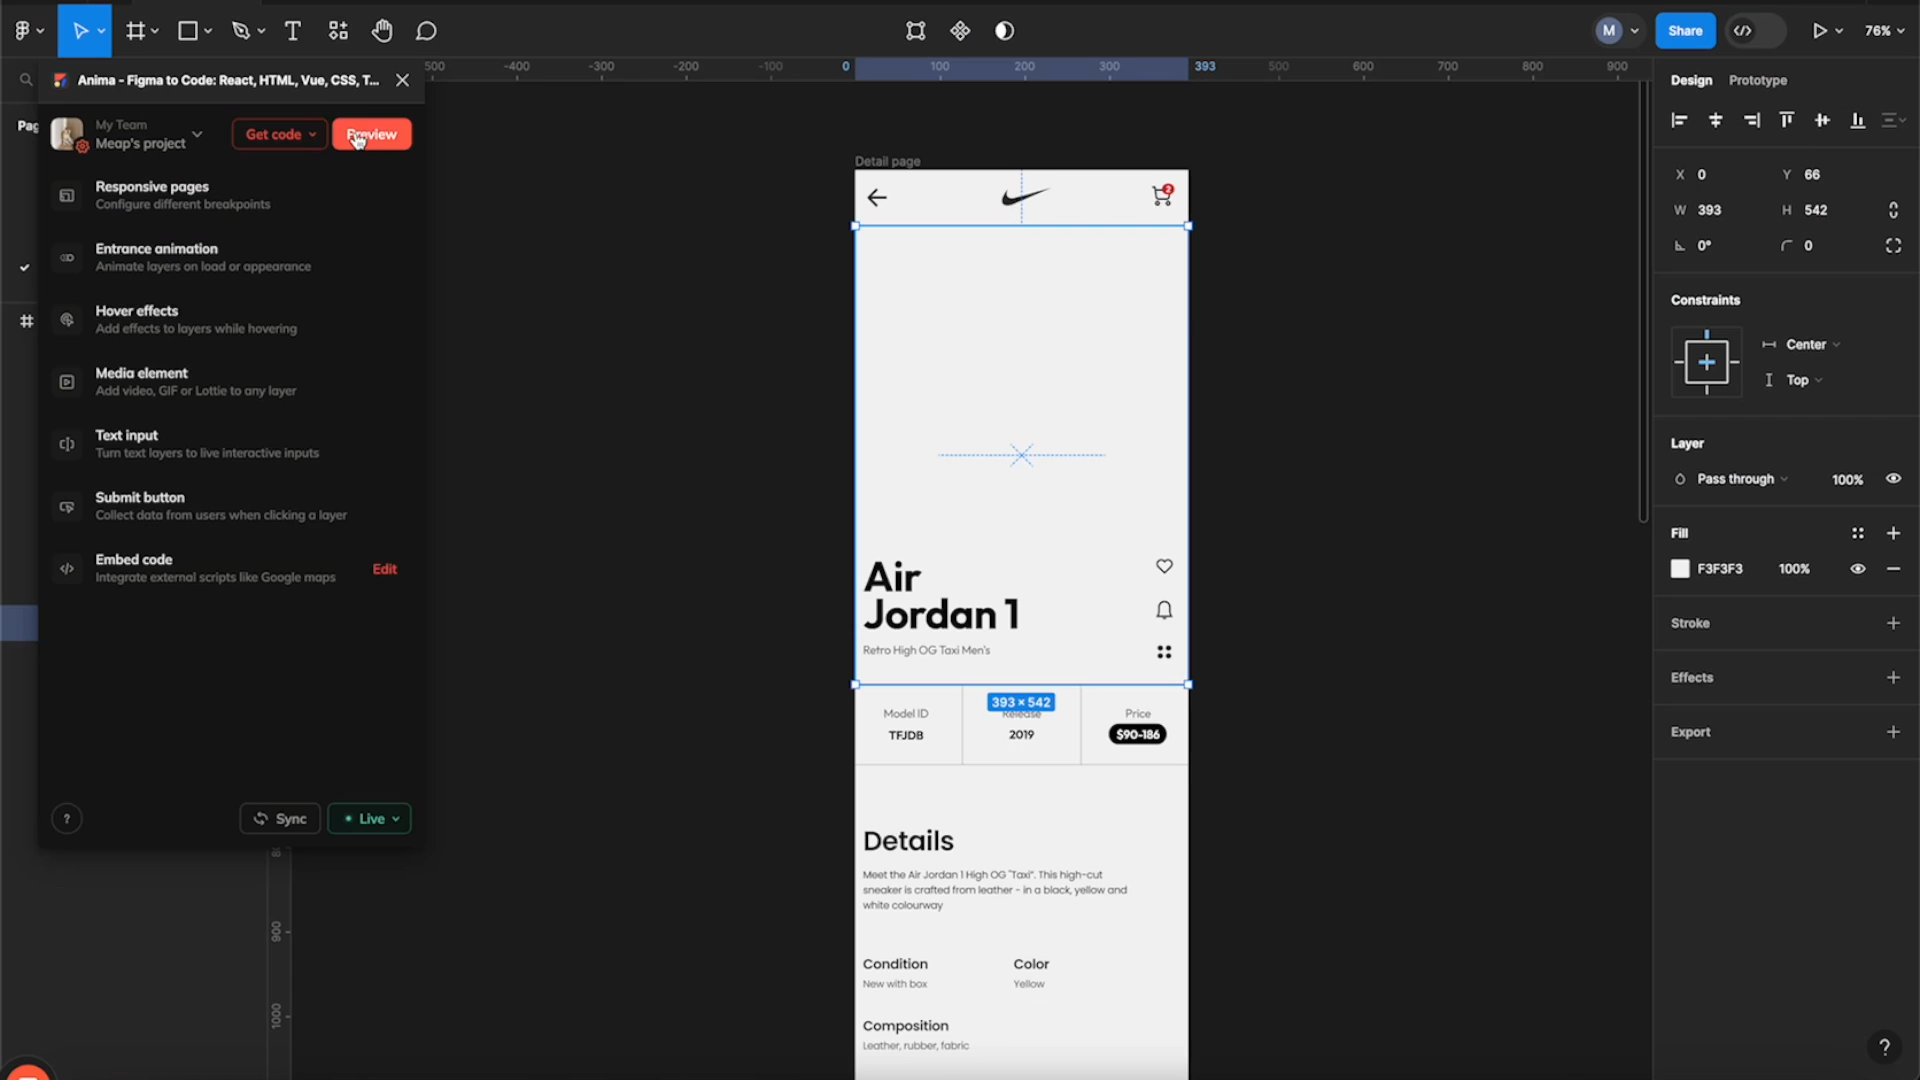 M
Share
76%
Anima - Figma to Code: React, HTML, Vue, CSS, T...
500
-400
-300
-200
-100
0
100
200
300
393
500
600
700
800
900
Design
Prototype
Pag
My Team
Meap's project
Get code
Preview
Responsive pages
Configure different breakpoints
Entrance animation
Animate layers on load or appearance
Hover effects
Add effects to layers while hovering
Media element
Add video, GIF or Lottie to any layer
Text input
Turn text layers to live interactive inputs
Submit button
Collect data from users when clicking a layer
Embed code
Integrate external scripts like Google maps
Edit
?
Sync
Live
900
1000
Detail page
2
Air
Jordan 1
Retro High OG Taxi Men's
393 × 542
Model ID
Release
Price
TFJDB
2019
$90-186
Details
Meet the Air Jordan 1 High OG "Taxi". This high-cut
sneaker is crafted from leather - in a black, yellow and
white colourway
Condition
Color
New with box
Yellow
Composition
Leather, rubber, fabric
X 0
Y 66
W 393
H 542
0°
0
Constraints
Center
Top
Layer
Pass through
100%
Fill
F3F3F3
100%
Stroke
Effects
Export
?